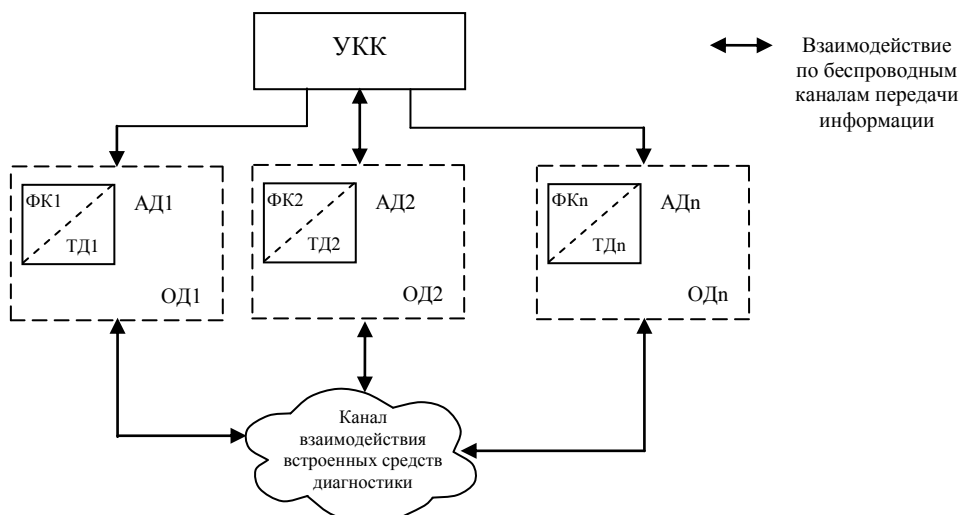 УКК
Взаимодействие
по беспроводным
каналам передачи
информации
ФК1
АД1
ТД1
ОД1
ФК2
АД2
ТД2
ОД2
ФКn
АДn
ТДn
ОДn
Канал
взаимодействия
встроенных средств
диагностики